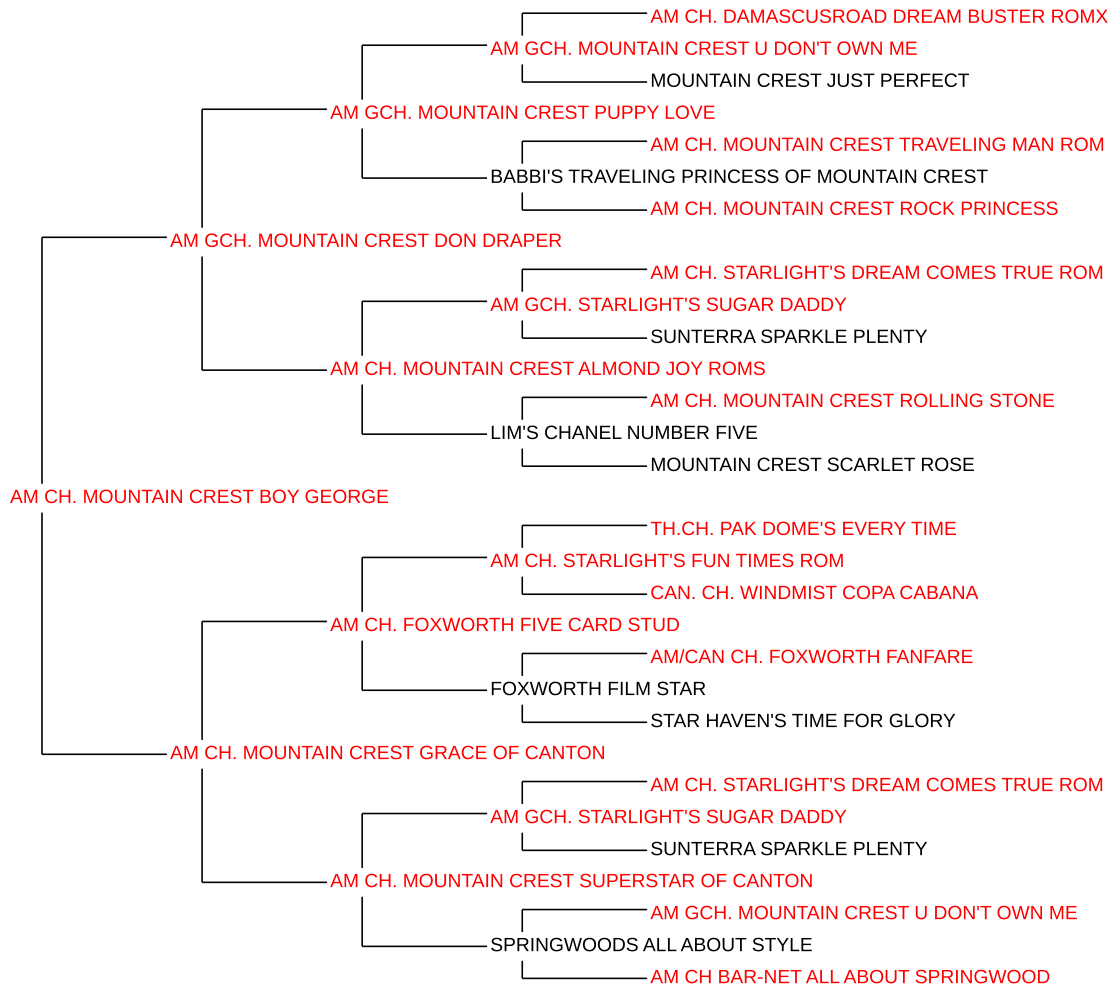 AM CH. DAMASCUSROAD DREAM BUSTER ROMX
AM GCH. MOUNTAIN CREST U DON'T OWN ME
MOUNTAIN CREST JUST PERFECT
AM GCH. MOUNTAIN CREST PUPPY LOVE
AM CH. MOUNTAIN CREST TRAVELING MAN ROM
BABBI'S TRAVELING PRINCESS OF MOUNTAIN CREST
AM CH. MOUNTAIN CREST ROCK PRINCESS
AM GCH. MOUNTAIN CREST DON DRAPER
AM CH. STARLIGHT'S DREAM COMES TRUE ROM
AM GCH. STARLIGHT'S SUGAR DADDY
SUNTERRA SPARKLE PLENTY
AM CH. MOUNTAIN CREST ALMOND JOY ROMS
AM CH. MOUNTAIN CREST ROLLING STONE
LIM'S CHANEL NUMBER FIVE
MOUNTAIN CREST SCARLET ROSE
AM CH. MOUNTAIN CREST BOY GEORGE
TH.CH. PAK DOME'S EVERY TIME
AM CH. STARLIGHT'S FUN TIMES ROM
CAN. CH. WINDMIST COPA CABANA
AM CH. FOXWORTH FIVE CARD STUD
AM/CAN CH. FOXWORTH FANFARE
FOXWORTH FILM STAR
STAR HAVEN'S TIME FOR GLORY
AM CH. MOUNTAIN CREST GRACE OF CANTON
AM CH. STARLIGHT'S DREAM COMES TRUE ROM
AM GCH. STARLIGHT'S SUGAR DADDY
SUNTERRA SPARKLE PLENTY
AM CH. MOUNTAIN CREST SUPERSTAR OF CANTON
AM GCH. MOUNTAIN CREST U DON'T OWN ME
SPRINGWOODS ALL ABOUT STYLE
AM CH BAR-NET ALL ABOUT SPRINGWOOD